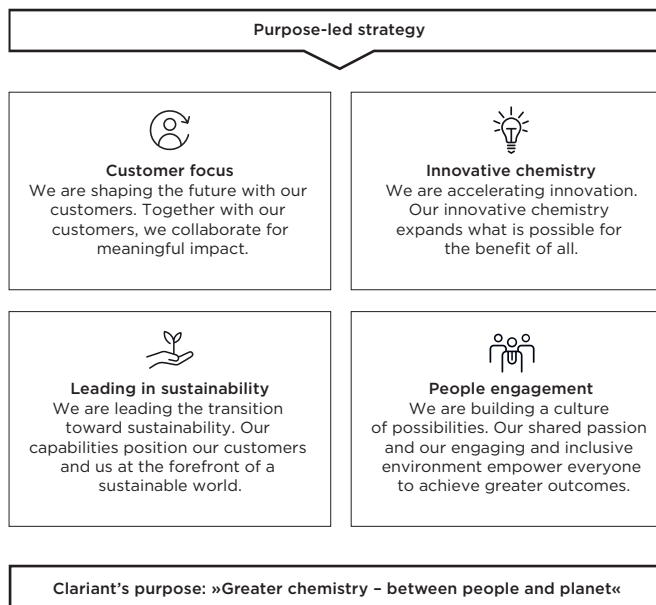 Purpose-led strategy
Customer focus
We are shaping the future with our
customers. Together with our
customers, we collaborate for
meaningful impact.
Innovative chemistry
We are accelerating innovation.
Our innovative chemistry
expands what is possible for
the benefit of all.
Leading in sustainability
We are leading the transition
toward sustainability. Our
capabilities position our customers
and us at the forefront of a
sustainable world.
People engagement
We are building a culture
of possibilities. Our shared passion
and our engaging and inclusive
environment empower everyone
to achieve greater outcomes.
Clariant’s purpose: »Greater chemistry – between people and planet«